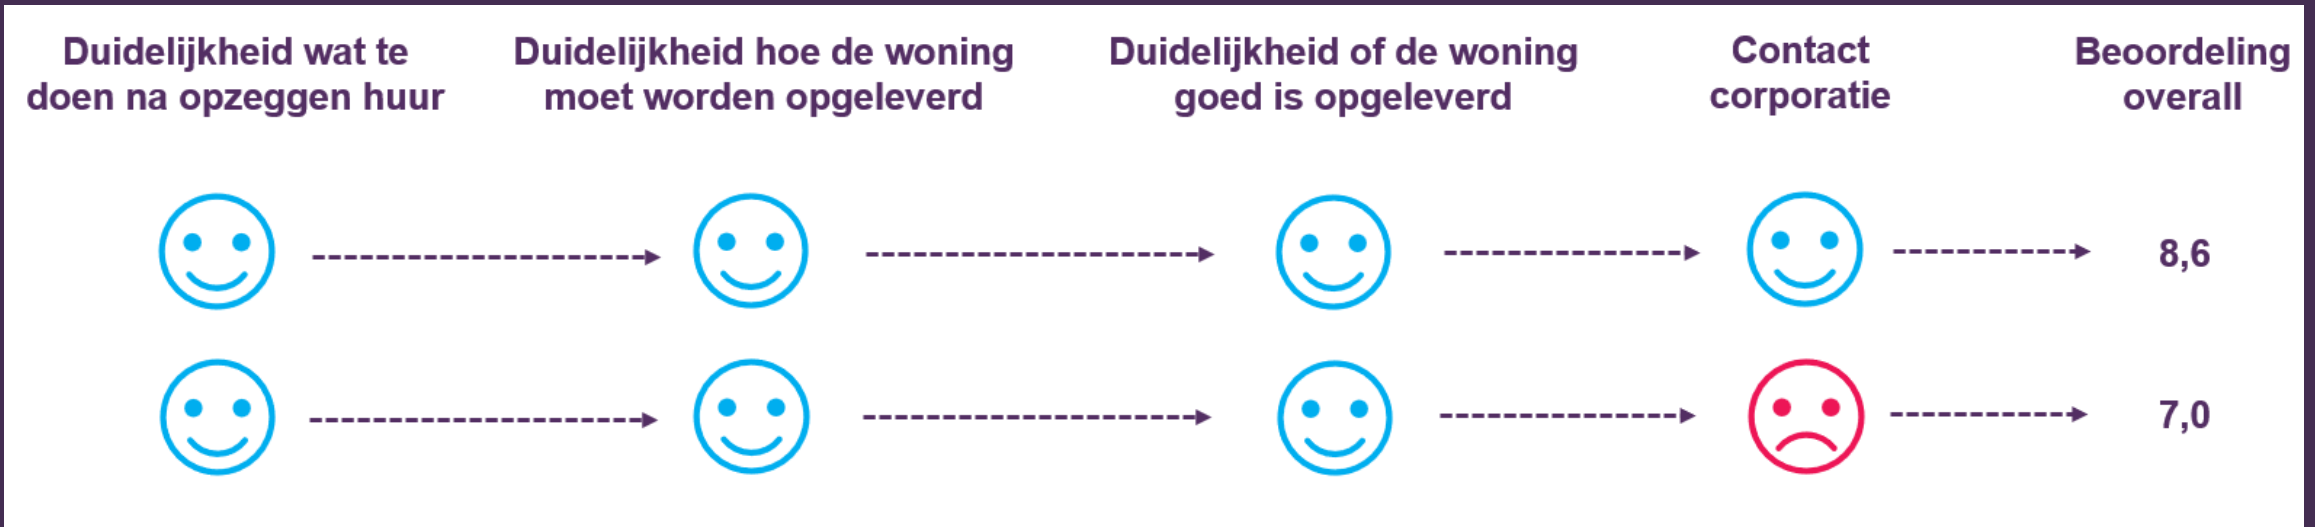 Duidelijkheid wat te
doen na opzeggen huur
Duidelijkheid hoe de woning
moet worden opgeleverd
Duidelijkheid of de woning
goed is opgeleverd
Contact
corporatie
Beoordeling
overall
8,6
7,0